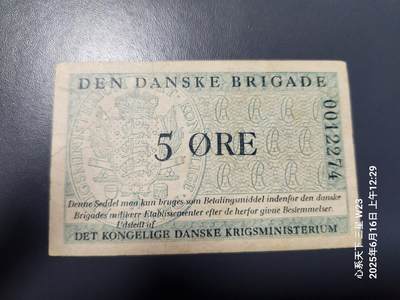 DEN DANSKE BRIGADE
0012274
5 ØRE
Denne Seddel maa kun bruges som Betalingsmiddel indenfor den danske
Brigades militære Etablissementer efter de herfor givne Bestemmelser.
Udstedt af
DET KONGELIGE DANSKE KRIGSMINISTERIUM
心系天下三星 W23
2025年6月16日 上午12:29